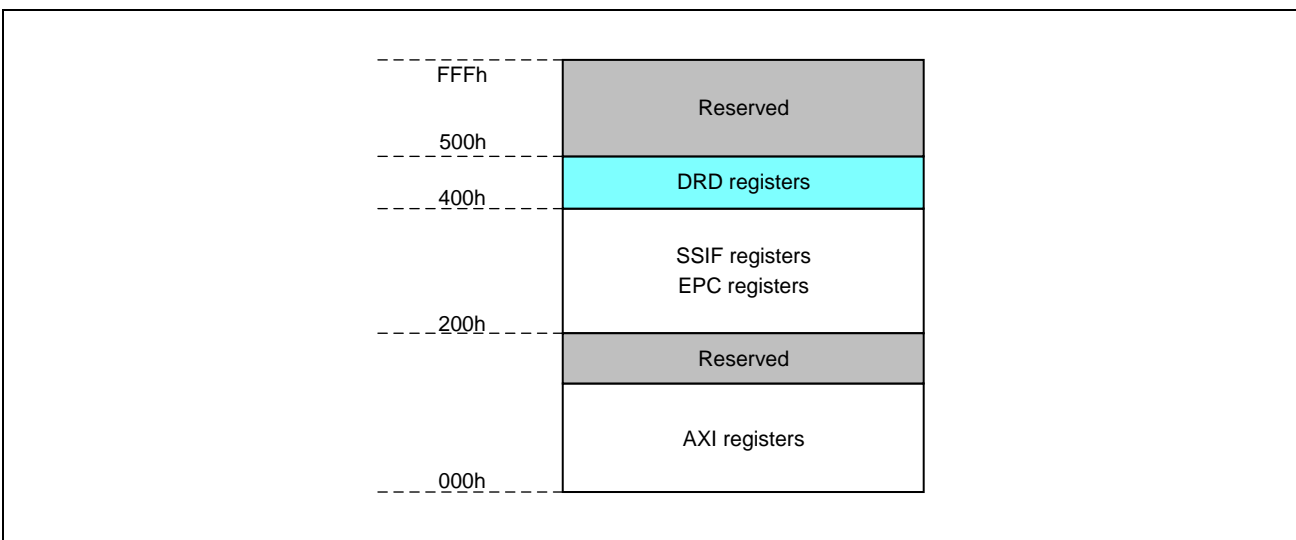 FFFh
Reserved
500h
DRD registers
400h
SSIF registers
EPC registers
200h
Reserved
AXI registers
000h